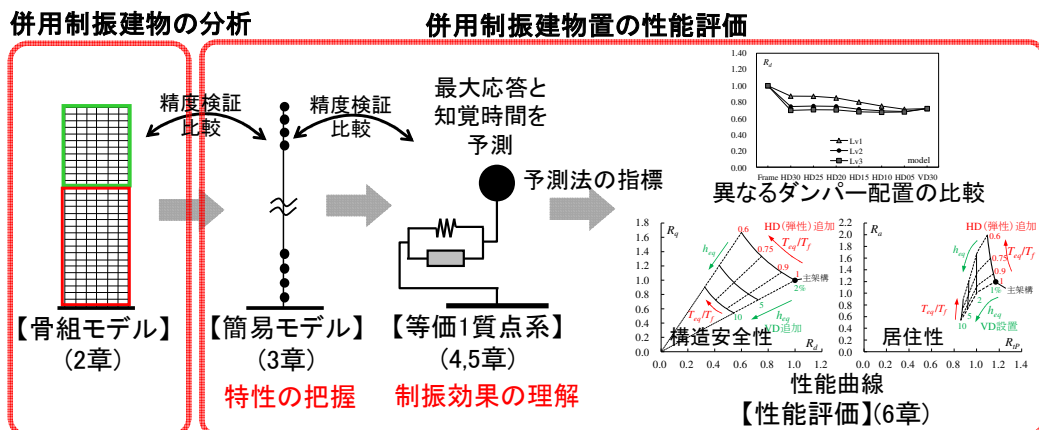 併用制振建物の分析
併用制振建物置の性能評価
精度検証
比較
精度検証
比較
最大応答と
知覚時間を
予測
予測法の指標
【骨組モデル】
(2章)
【簡易モデル】
(3章)
特性の把握
【等価1質点系】
(4,5章)
制振効果の理解
Rd
1.40
1.20
1.00
0.80
0.60
0.40
0.20
0.00
Lv1
Lv2
Lv3
model
Frame HD30 HD25 HD20 HD15 HD10 HD05 VD30
異なるダンパー配置の比較
1.8
1.6
1.4
1.2
1.0
0.8
0.6
0.4
0.2
0.0
Rq
HD(弾性)追加
0.6
Teq/Tf
0.75
0.9
1
主架構
2%
heq
5
10
Teq/Tf
heq
VD追加
構造安全性
Rd
0.0 0.2 0.4 0.6 0.8 1.0 1.2
2.2
2.0
1.8
1.6
1.4
1.2
1.0
0.8
0.6
0.4
0.2
0.0
Ra
HD(弾性)追加
0.6
Teq/Tf
0.75
0.9
1
主架構
1%
heq
2
5
10
Teq/Tf
heq
VD設置
居住性
RtP
0.0 0.2 0.4 0.6 0.8 1.0 1.2 1.4
性能曲線
【性能評価】(6章)